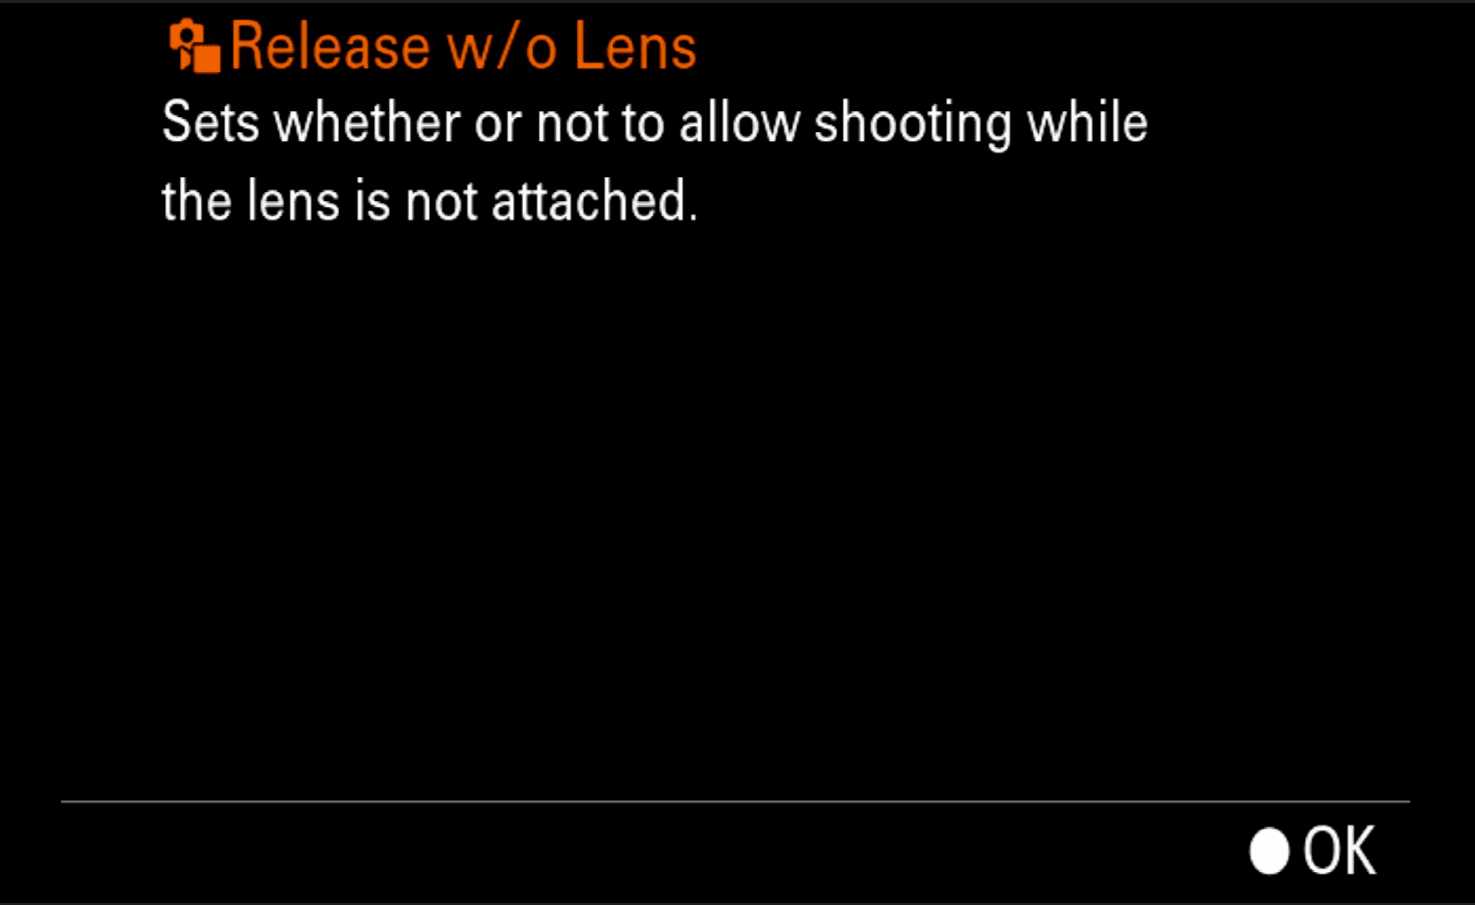 Release w/o Lens
Sets whether or not to allow shooting while
the lens is not attached.
OK